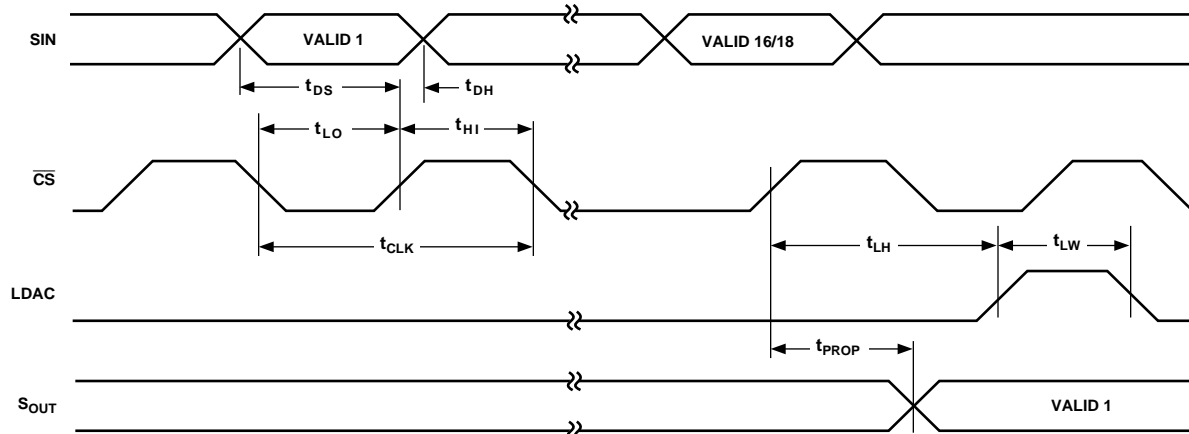 SIN
VALID 1
VALID 16/18
tDS
tDH
tLO
tHI
CS
tCLK
tLH
tLW
LDAC
tPROP
SOUT
VALID 1